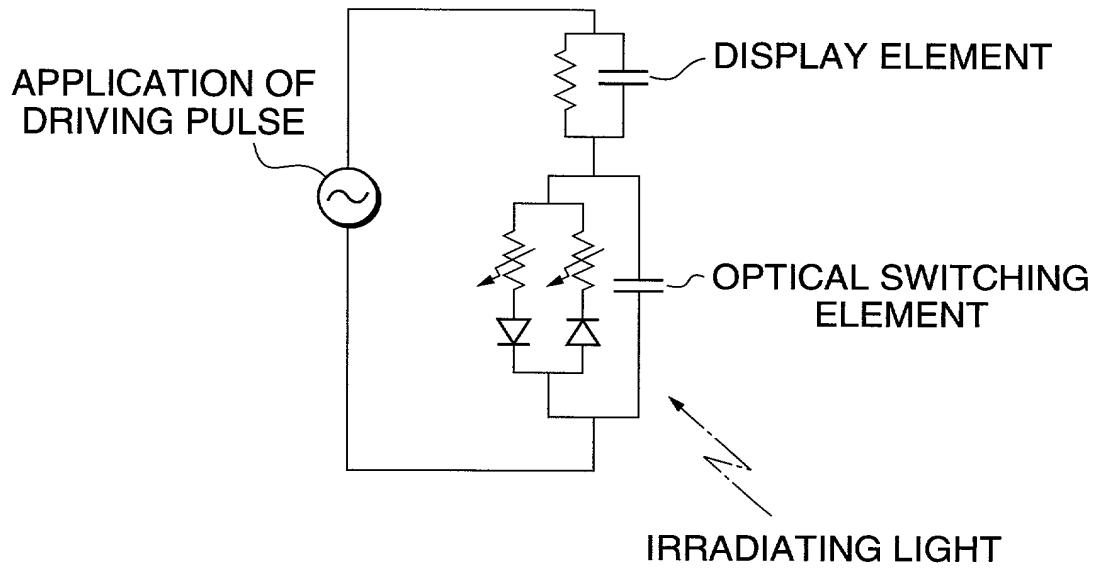 DISPLAY ELEMENT
APPLICATION OF
DRIVING PULSE
OPTICAL SWITCHING
ELEMENT
IRRADIATING LIGHT